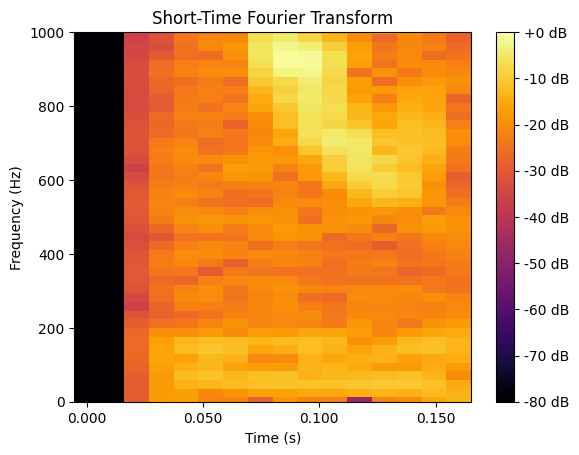 Short-Time Fourier Transform
1000
800
600
400
200
0
Frequency (Hz)
0.000
0.050
0.100
0.150
Time (s)
+0 dB
-10 dB
-20 dB
-30 dB
-40 dB
-50 dB
-60 dB
-70 dB
-80 dB